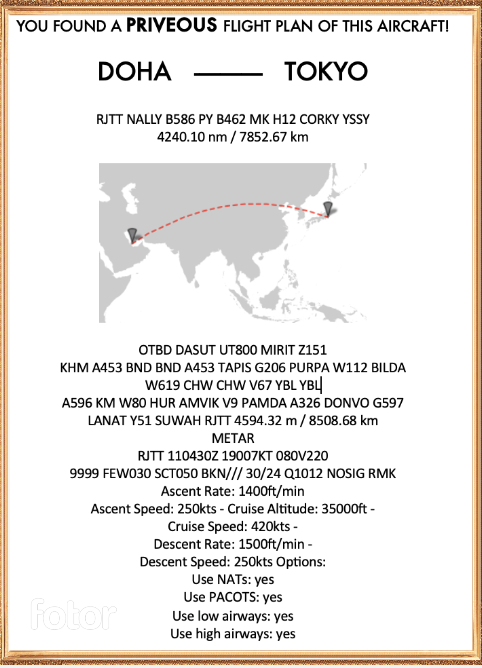 YOU FOUND A PRIVEOUS FLIGHT PLAN OF THIS AIRCRAFT!
DOHA ——— TOKYO
RJTT NALLY B586 PY B462 MK H12 CORKY YSSY
4240.10 nm / 7852.67 km
OTBD DASUT UT800 MIRIT Z151
KHM A453 BND BND A453 TAPIS G206 PURPA W112 BILDA
W619 CHW CHW V67 YBL YBL
A596 KM W80 HUR AMVIK V9 PAMDA A326 DONVO G597
LANAT Y51 SUWAH RJTT 4594.32 m / 8508.68 km
METAR
RJTT 110430Z 19007KT 080V220
9999 FEW030 SCT050 BKN/// 30/24 Q1012 NOSIG RMK
Ascent Rate: 1400ft/min
Ascent Speed: 250kts - Cruise Altitude: 35000ft -
Cruise Speed: 420kts -
Descent Rate: 1500ft/min -
Descent Speed: 250kts Options:
Use NATs: yes
Use PACOTS: yes
Use low airways: yes
Use high airways: yes
fotor